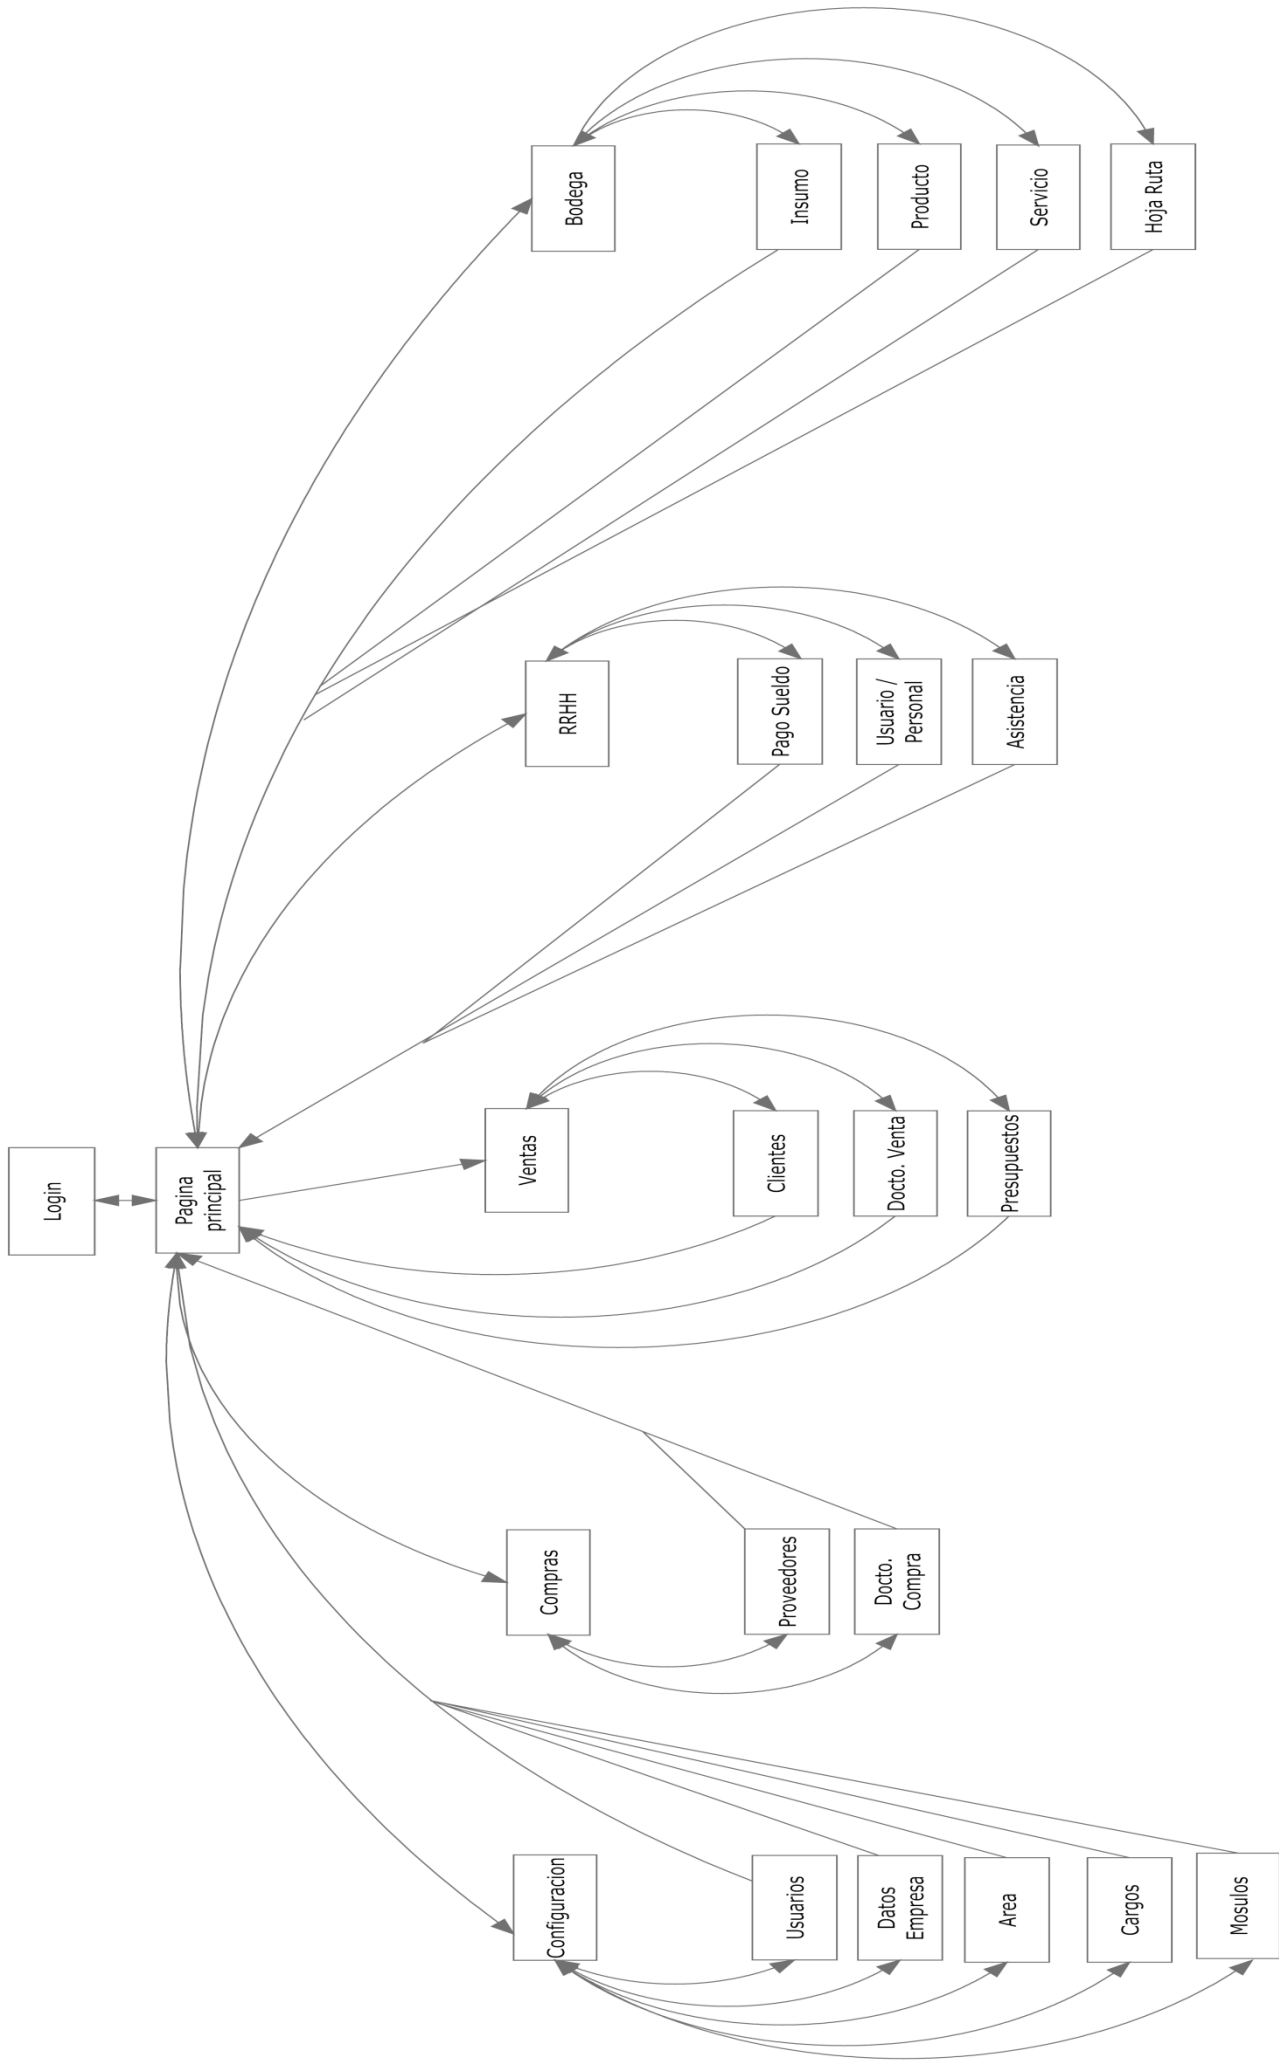 Login
Pagina
principal
Configuracion
Compras
Ventas
RRHH
Bodega
Usuarios
Datos
Empresa
Area
Cargos
Mosulos
Proveedores
Docto.
Compra
Clientes
Docto. Venta
Presupuestos
Pago Sueldo
Usuario /
Personal
Asistencia
Insumo
Producto
Servicio
Hoja Ruta